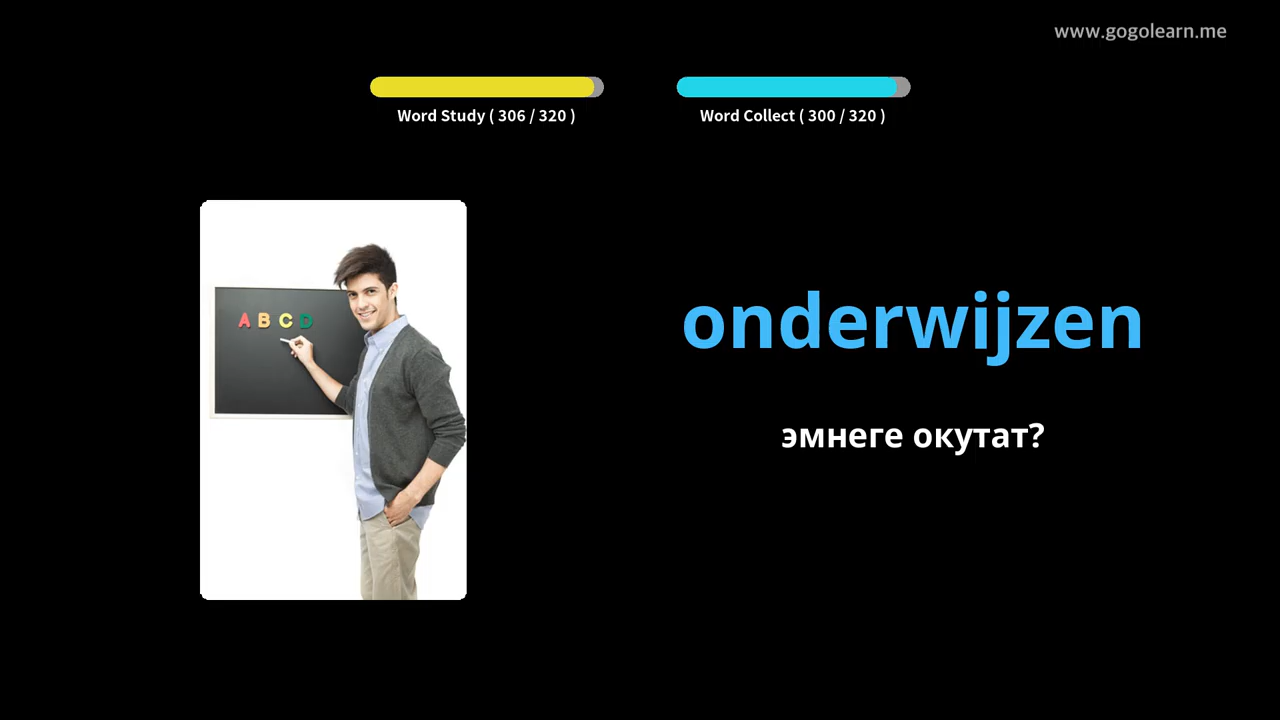 www.gogolearn.me
Word Study ( 306 / 320 )
Word Collect ( 300 / 320 )
A B C D
onderwijzen
эмнеге окутат?